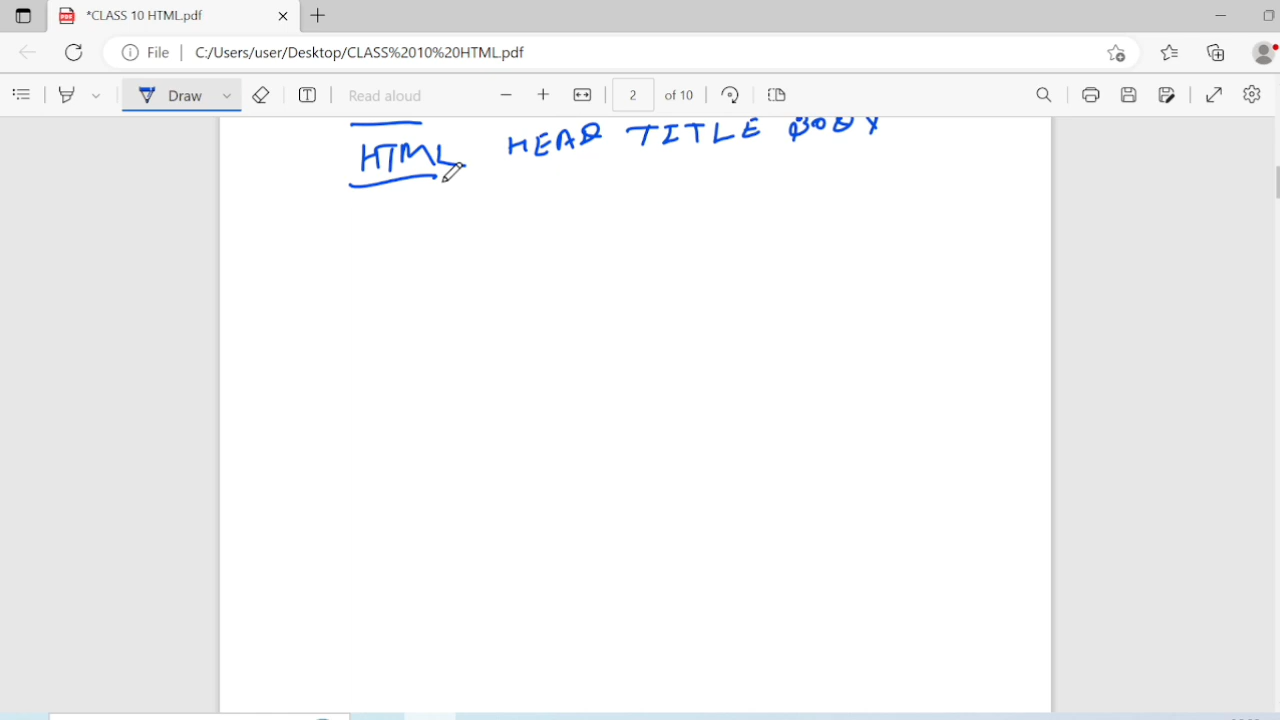 *CLASS 10 HTML.pdf
File | C:/Users/user/Desktop/CLASS%2010%20HTML.pdf
Draw Read aloud 2 of 10
HTML HEAD TITLE BODY